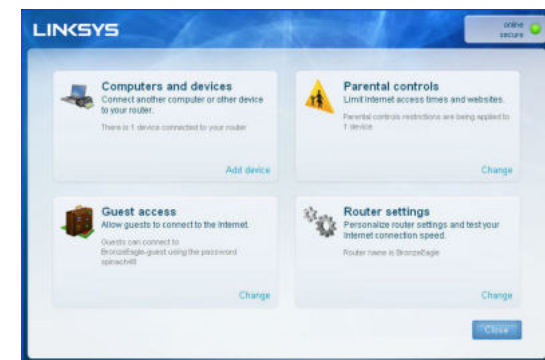 LINKSYS
online
secure
Computers and devices
Connect another computer or other device
to your router.
There is 1 device connected to your router
Add device
Parental controls
Limit Internet access times and websites.
Parental controls restrictions are being applied to
1 device
Change
Guest access
Allow guests to connect to the Internet.
Guests can connect to
BronzeEagle-guest using the password
spinach48
Change
Router settings
Personalize router settings and test your
Internet connection speed.
Router name is BronzeEagle
Change
Close